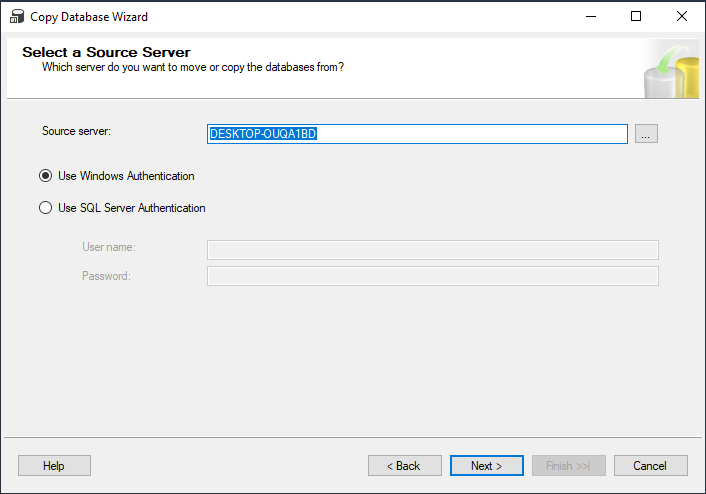 Copy Database Wizard
Select a Source Server
Which server do you want to move or copy the databases from?
Source server:
DESKTOP-OUQA1BD
...
Use Windows Authentication
Use SQL Server Authentication
User name:
Password:
Help
< Back
Next >
Finish >>|
Cancel